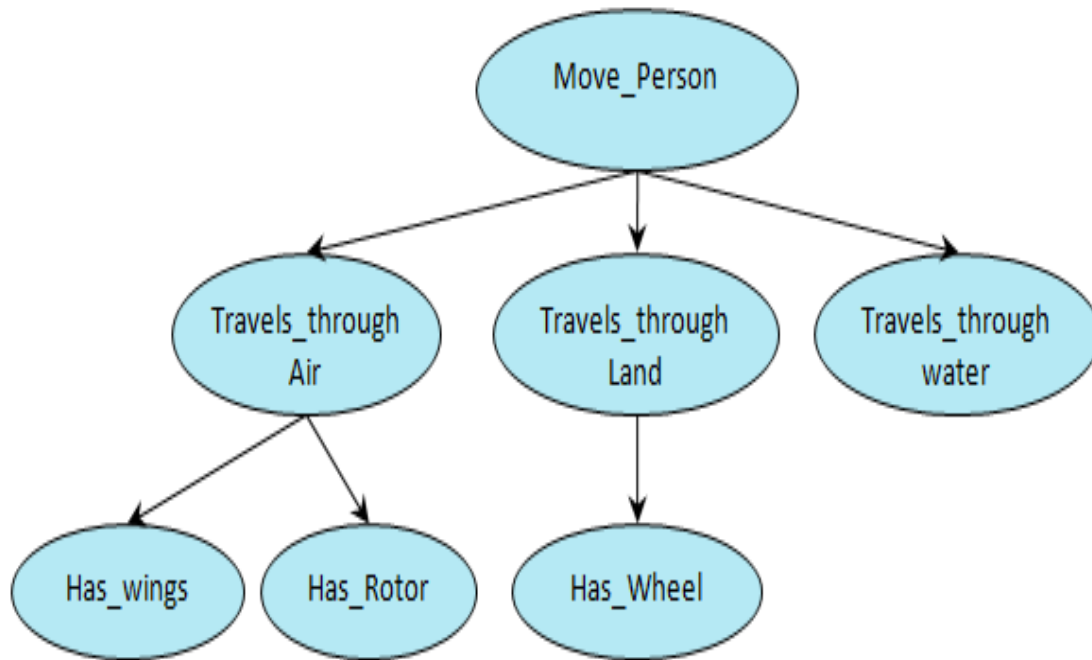 Move_Person
Travels_through
Air
Travels_through
Land
Travels_through
water
Has_wings
Has_Rotor
Has_Wheel